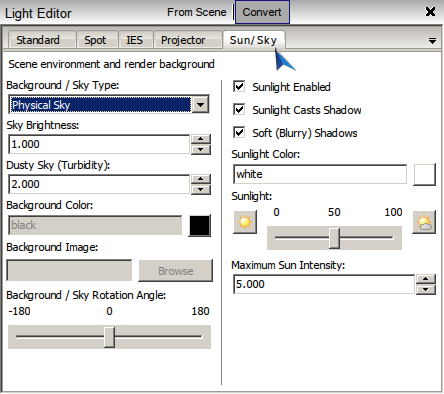 Light Editor From Scene Convert
Standard Spot IES Projector Sun/Sky
Scene environment and render background
Background / Sky Type:
Physical Sky
Sky Brightness:
1.000
Dusty Sky (Turbidity):
2.000
Background Color:
black
Background Image:
Browse
Background / Sky Rotation Angle:
-180 0 180
Sunlight Enabled
Sunlight Casts Shadow
Soft (Blurry) Shadows
Sunlight Color:
white
Sunlight:
0 50 100
Maximum Sun Intensity:
5.000